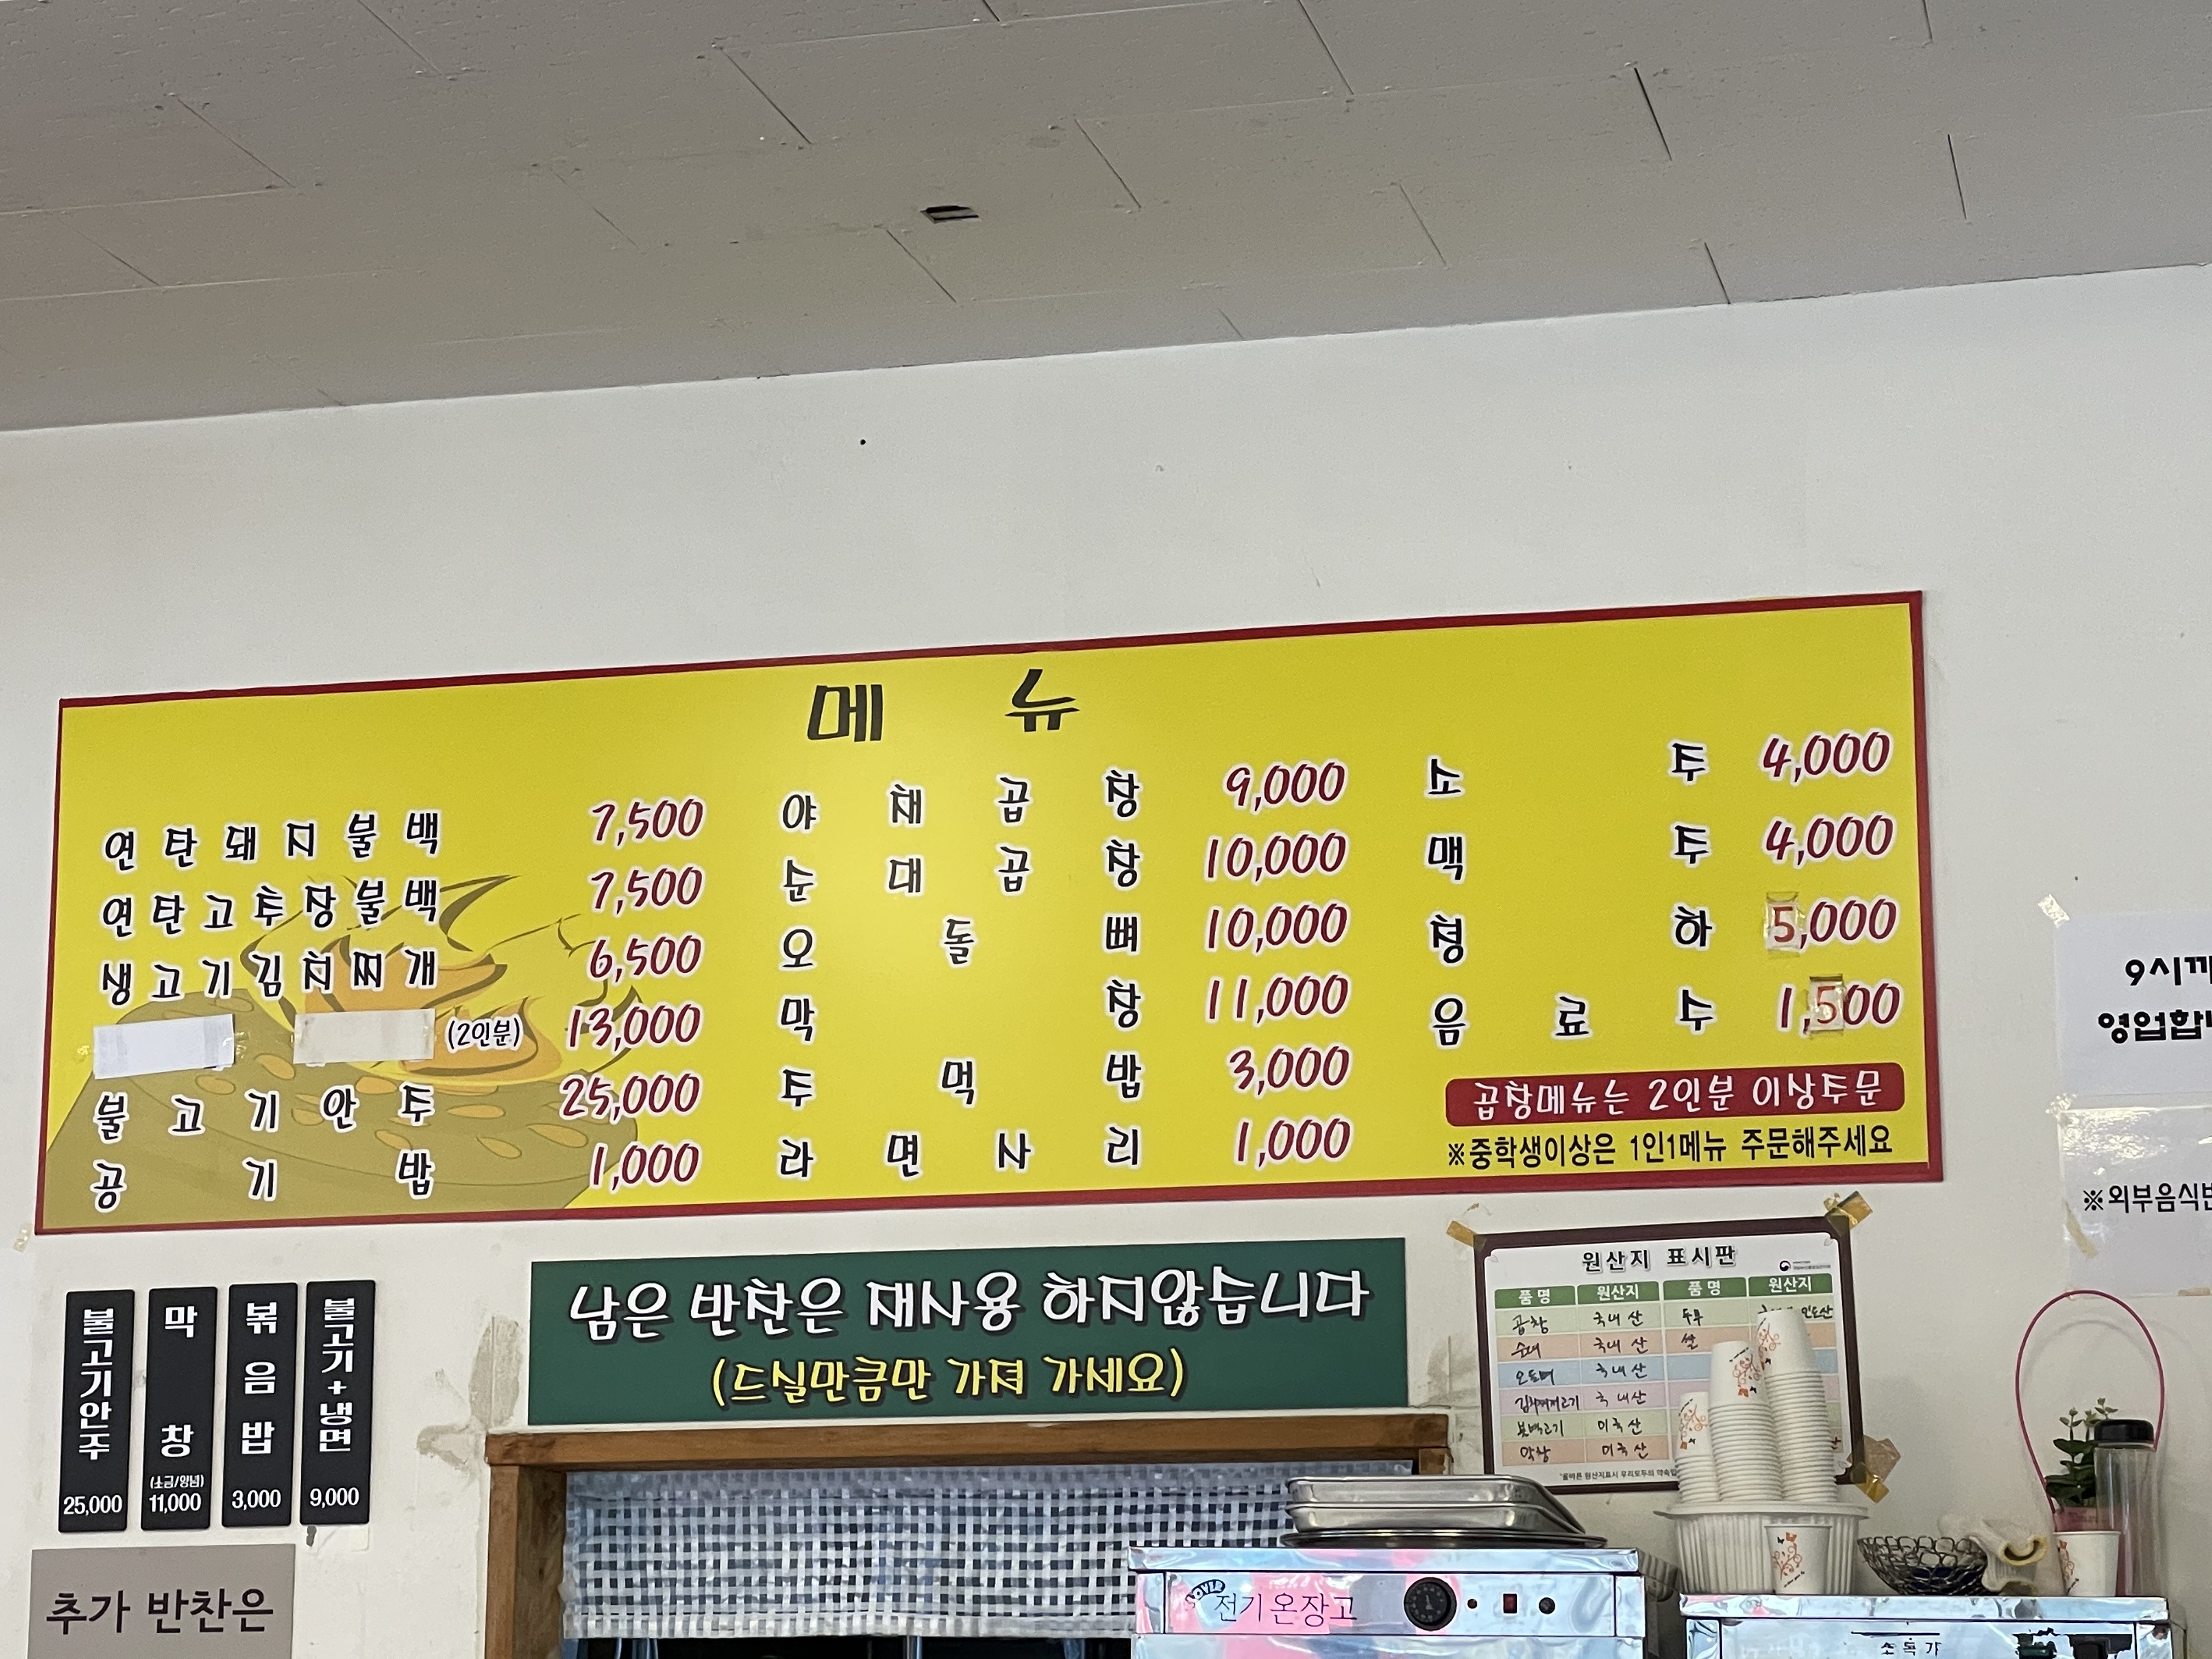 메뉴
연탄돼지불백 7,500
연탄고추장불백 7,500
생고기김치찌개 6,500
(2인분) 13,000
불고기안주 25,000
공기밥 1,000
야채곱창 9,000
순대곱창 10,000
오돌뼈 10,000
막창 11,000
주먹밥 3,000
라면사리 1,000
소주 4,000
맥주 4,000
청하 5,000
음료수 1,500
곱창메뉴는 2인분 이상주문
※중학생이상은 1인1메뉴 주문해주세요
9시까
영업합
※외부음식반
불고기안주 25,000
막창 (소금/양념) 11,000
볶음밥 3,000
불고기+냉면 9,000
추가 반찬은
남은 반찬은 재사용 하지않습니다
(드실만큼만 가져 가세요)
원산지 표시판
품명 원산지 품명 원산지
곱창 국내산 두부
순대 국내산 쌀
오돌뼈 국내산
김치찌개고기 국내산
불백고기 미국산
막창 미국산
전기온장고
소독기